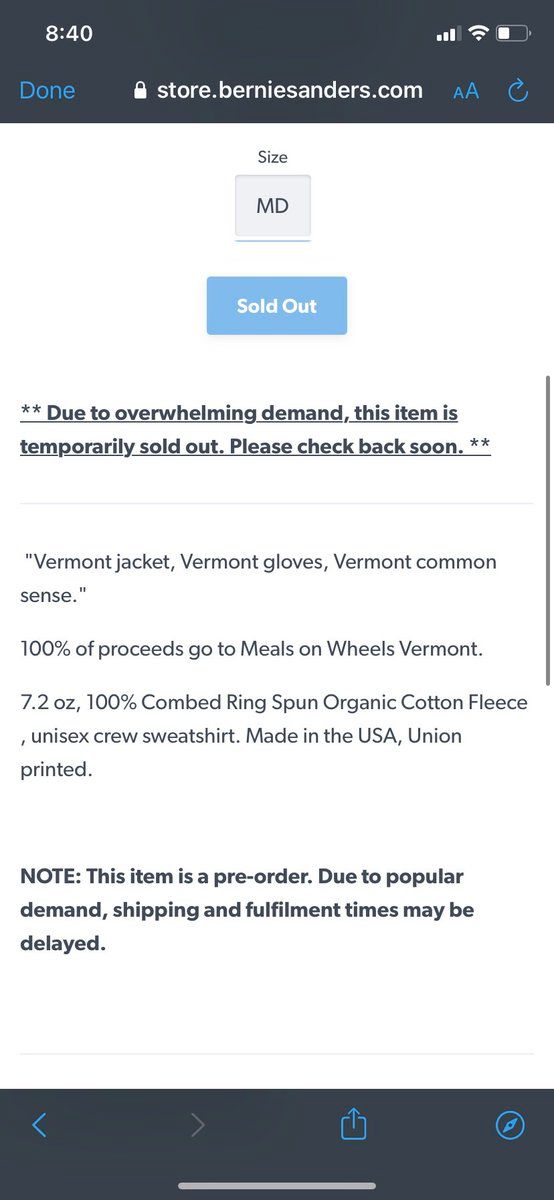 8:40
Done store.berniesanders.com AA
Size
MD
Sold Out
** Due to overwhelming demand, this item is
temporarily sold out. Please check back soon. **
"Vermont jacket, Vermont gloves, Vermont common
sense."
100% of proceeds go to Meals on Wheels Vermont.
7.2 oz, 100% Combed Ring Spun Organic Cotton Fleece
, unisex crew sweatshirt. Made in the USA, Union
printed.
NOTE: This item is a pre-order. Due to popular
demand, shipping and fulfilment times may be
delayed.